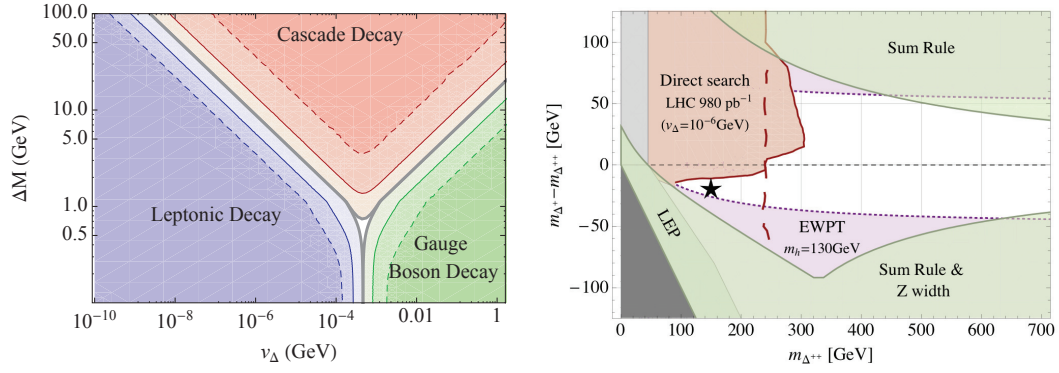 100.0
50.0
10.0
5.0
1.0
0.5
ΔM (GeV)
Cascade Decay
Leptonic Decay
Gauge
Boson Decay
10⁻¹⁰ 10⁻⁸ 10⁻⁶ 10⁻⁴ 0.01 1
v_Δ (GeV)
100
50
0
−50
−100
m_Δ⁺−m_Δ⁺⁺ [GeV]
Sum Rule
Direct search
LHC 980 pb⁻¹
(v_Δ=10⁻⁶GeV)
LEP
EWPT
m_h=130GeV
Sum Rule &
Z width
0 100 200 300 400 500 600 700
m_Δ⁺⁺ [GeV]